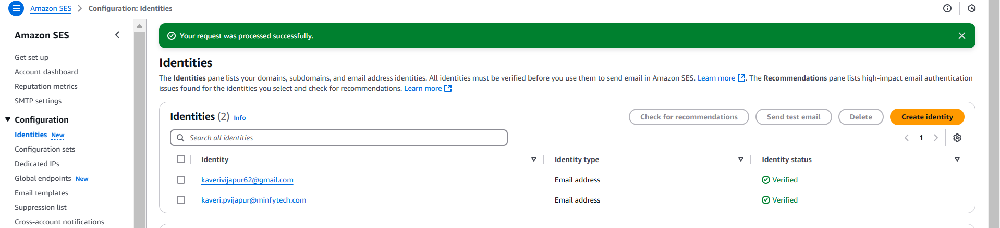 Amazon SES > Configuration: Identities
Amazon SES
Get set up
Account dashboard
Reputation metrics
SMTP settings
Configuration
Identities New
Configuration sets
Dedicated IPs
Global endpoints New
Email templates
Suppression list
Cross-account notifications
Your request was processed successfully.
Identities
The Identities pane lists your domains, subdomains, and email address identities. All identities must be verified before you use them to send email in Amazon SES. Learn more. The Recommendations pane lists high-impact email authentication
issues found for the identities you select and check for recommendations. Learn more
Identities (2) Info
Check for recommendations
Send test email
Delete
Create identity
Search all identities
1
Identity Identity type Identity status
kaverivijapur62@gmail.com Email address Verified
kaveri.pvijapur@minfytech.com Email address Verified